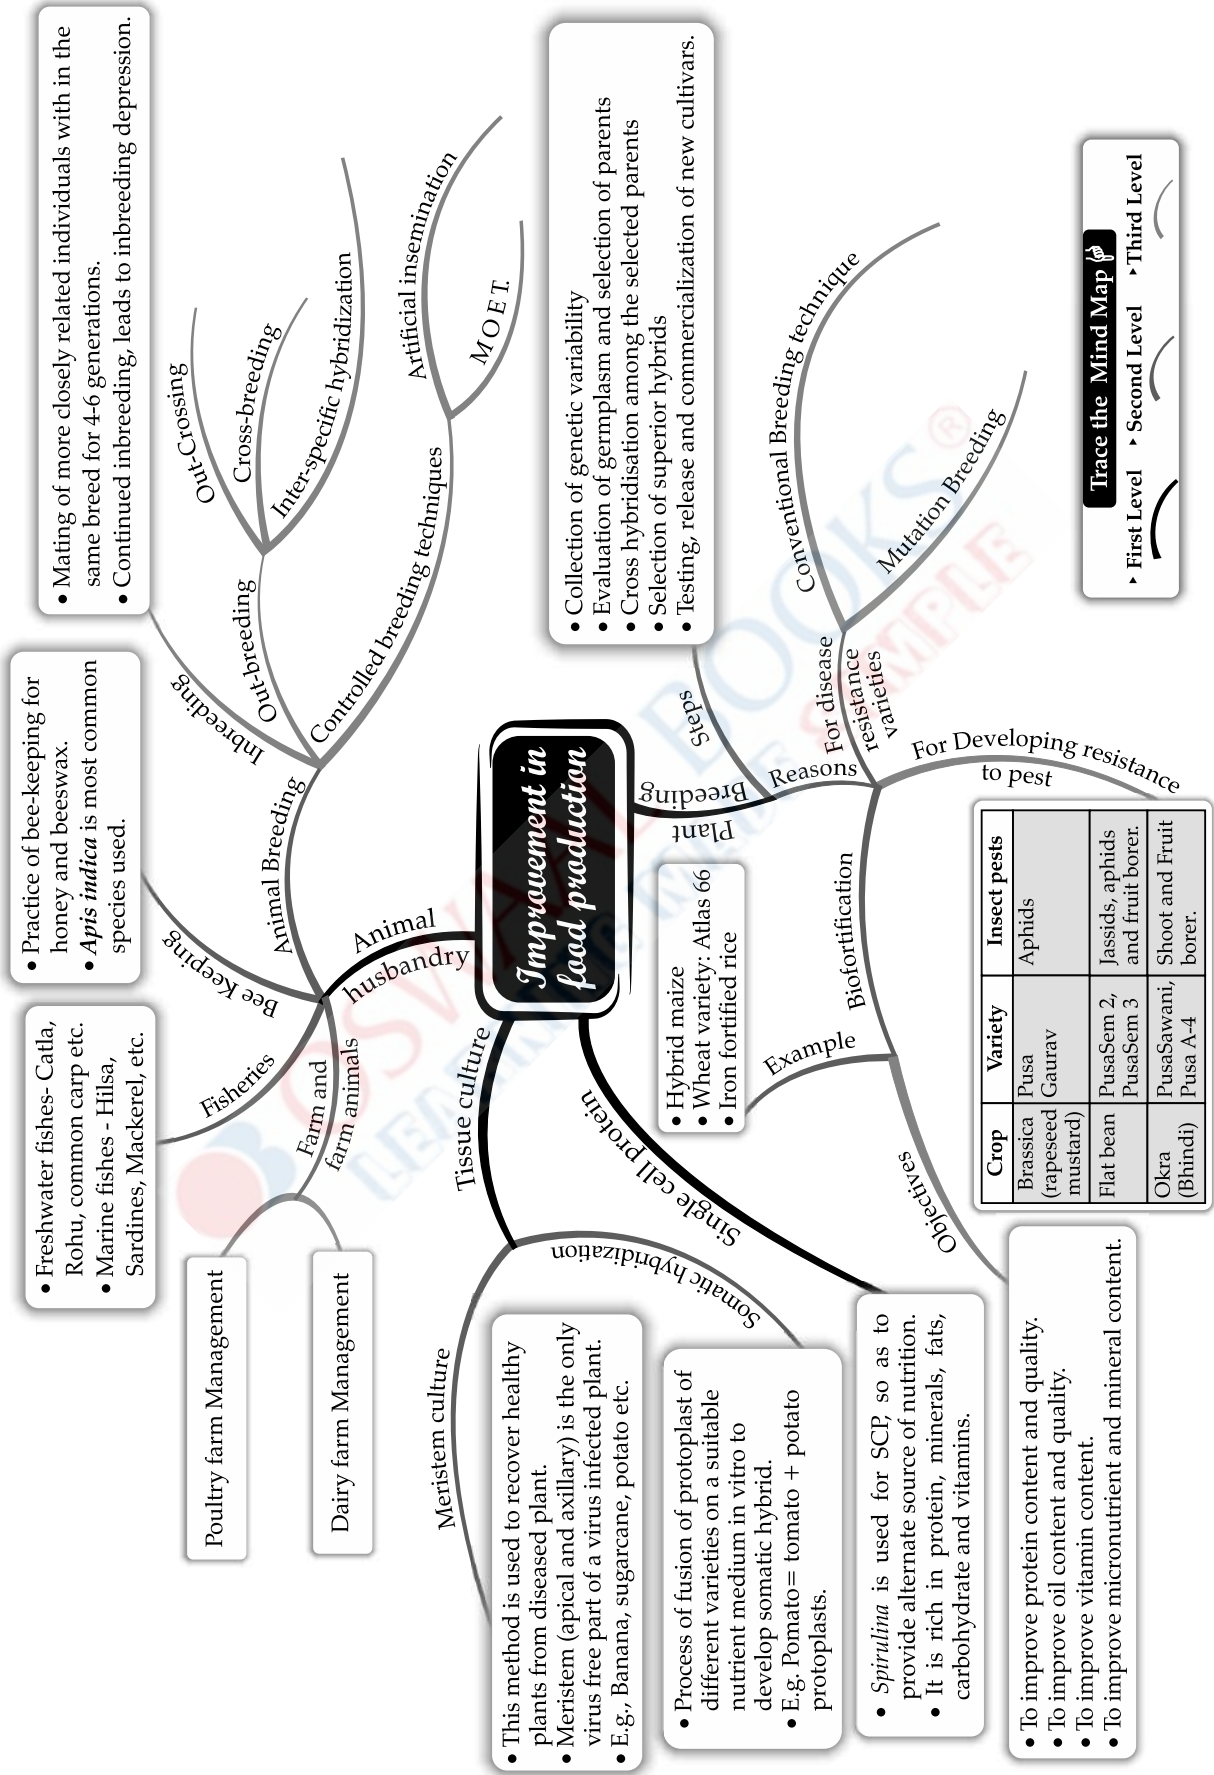 Improvement in
food production
Animal
husbandry
Animal Breeding
Inbreeding
• Mating of more closely related individuals with in the
same breed for 4-6 generations.
• Continued inbreeding, leads to inbreeding depression.
Out-breeding
Out-Crossing
Cross-breeding
Inter-specific hybridization
Controlled breeding techniques
Artificial insemination
M O E T.
Bee Keeping
• Practice of bee-keeping for
honey and beeswax.
• Apis indica is most common
species used.
Fisheries
• Freshwater fishes- Catla,
Rohu, common carp etc.
• Marine fishes - Hilsa,
Sardines, Mackerel, etc.
Farm and
farm animals
Poultry farm Management
Dairy farm Management
Tissue culture
Meristem culture
• This method is used to recover healthy
plants from diseased plant.
• Meristem (apical and axillary) is the only
virus free part of a virus infected plant.
• E.g., Banana, sugarcane, potato etc.
Somatic hybridization
• Process of fusion of protoplast of
different varieties on a suitable
nutrient medium in vitro to
develop somatic hybrid.
• E.g. Pomato= tomato + potato
protoplasts.
Single cell protein
• Spirulina is used for SCP, so as to
provide alternate source of nutrition.
• It is rich in protein, minerals, fats,
carbohydrate and vitamins.
Plant
Breeding
Steps
• Collection of genetic variability
• Evaluation of germplasm and selection of parents
• Cross hybridisation among the selected parents
• Selection of superior hybrids
• Testing, release and commercialization of new cultivars.
Reasons
For disease
resistance
varieties
Conventional Breeding technique
Mutation Breeding
For Developing resistance
to pest
Crop Variety Insect pests
Brassica Pusa Aphids
(rapeseed Gaurav
mustard)
Flat bean PusaSem 2, Jassids, aphids
PusaSem 3 and fruit borer.
Okra PusaSawani, Shoot and Fruit
(Bhindi) Pusa A-4 borer.
Biofortification
Example
• Hybrid maize
• Wheat variety: Atlas 66
• Iron fortified rice
Objectives
• To improve protein content and quality.
• To improve oil content and quality.
• To improve vitamin content.
• To improve micronutrient and mineral content.
Trace the Mind Map
▸ First Level ▸ Second Level ▸ Third Level
OSWAAL BOOKS®
LEARNING MADE SIMPLE